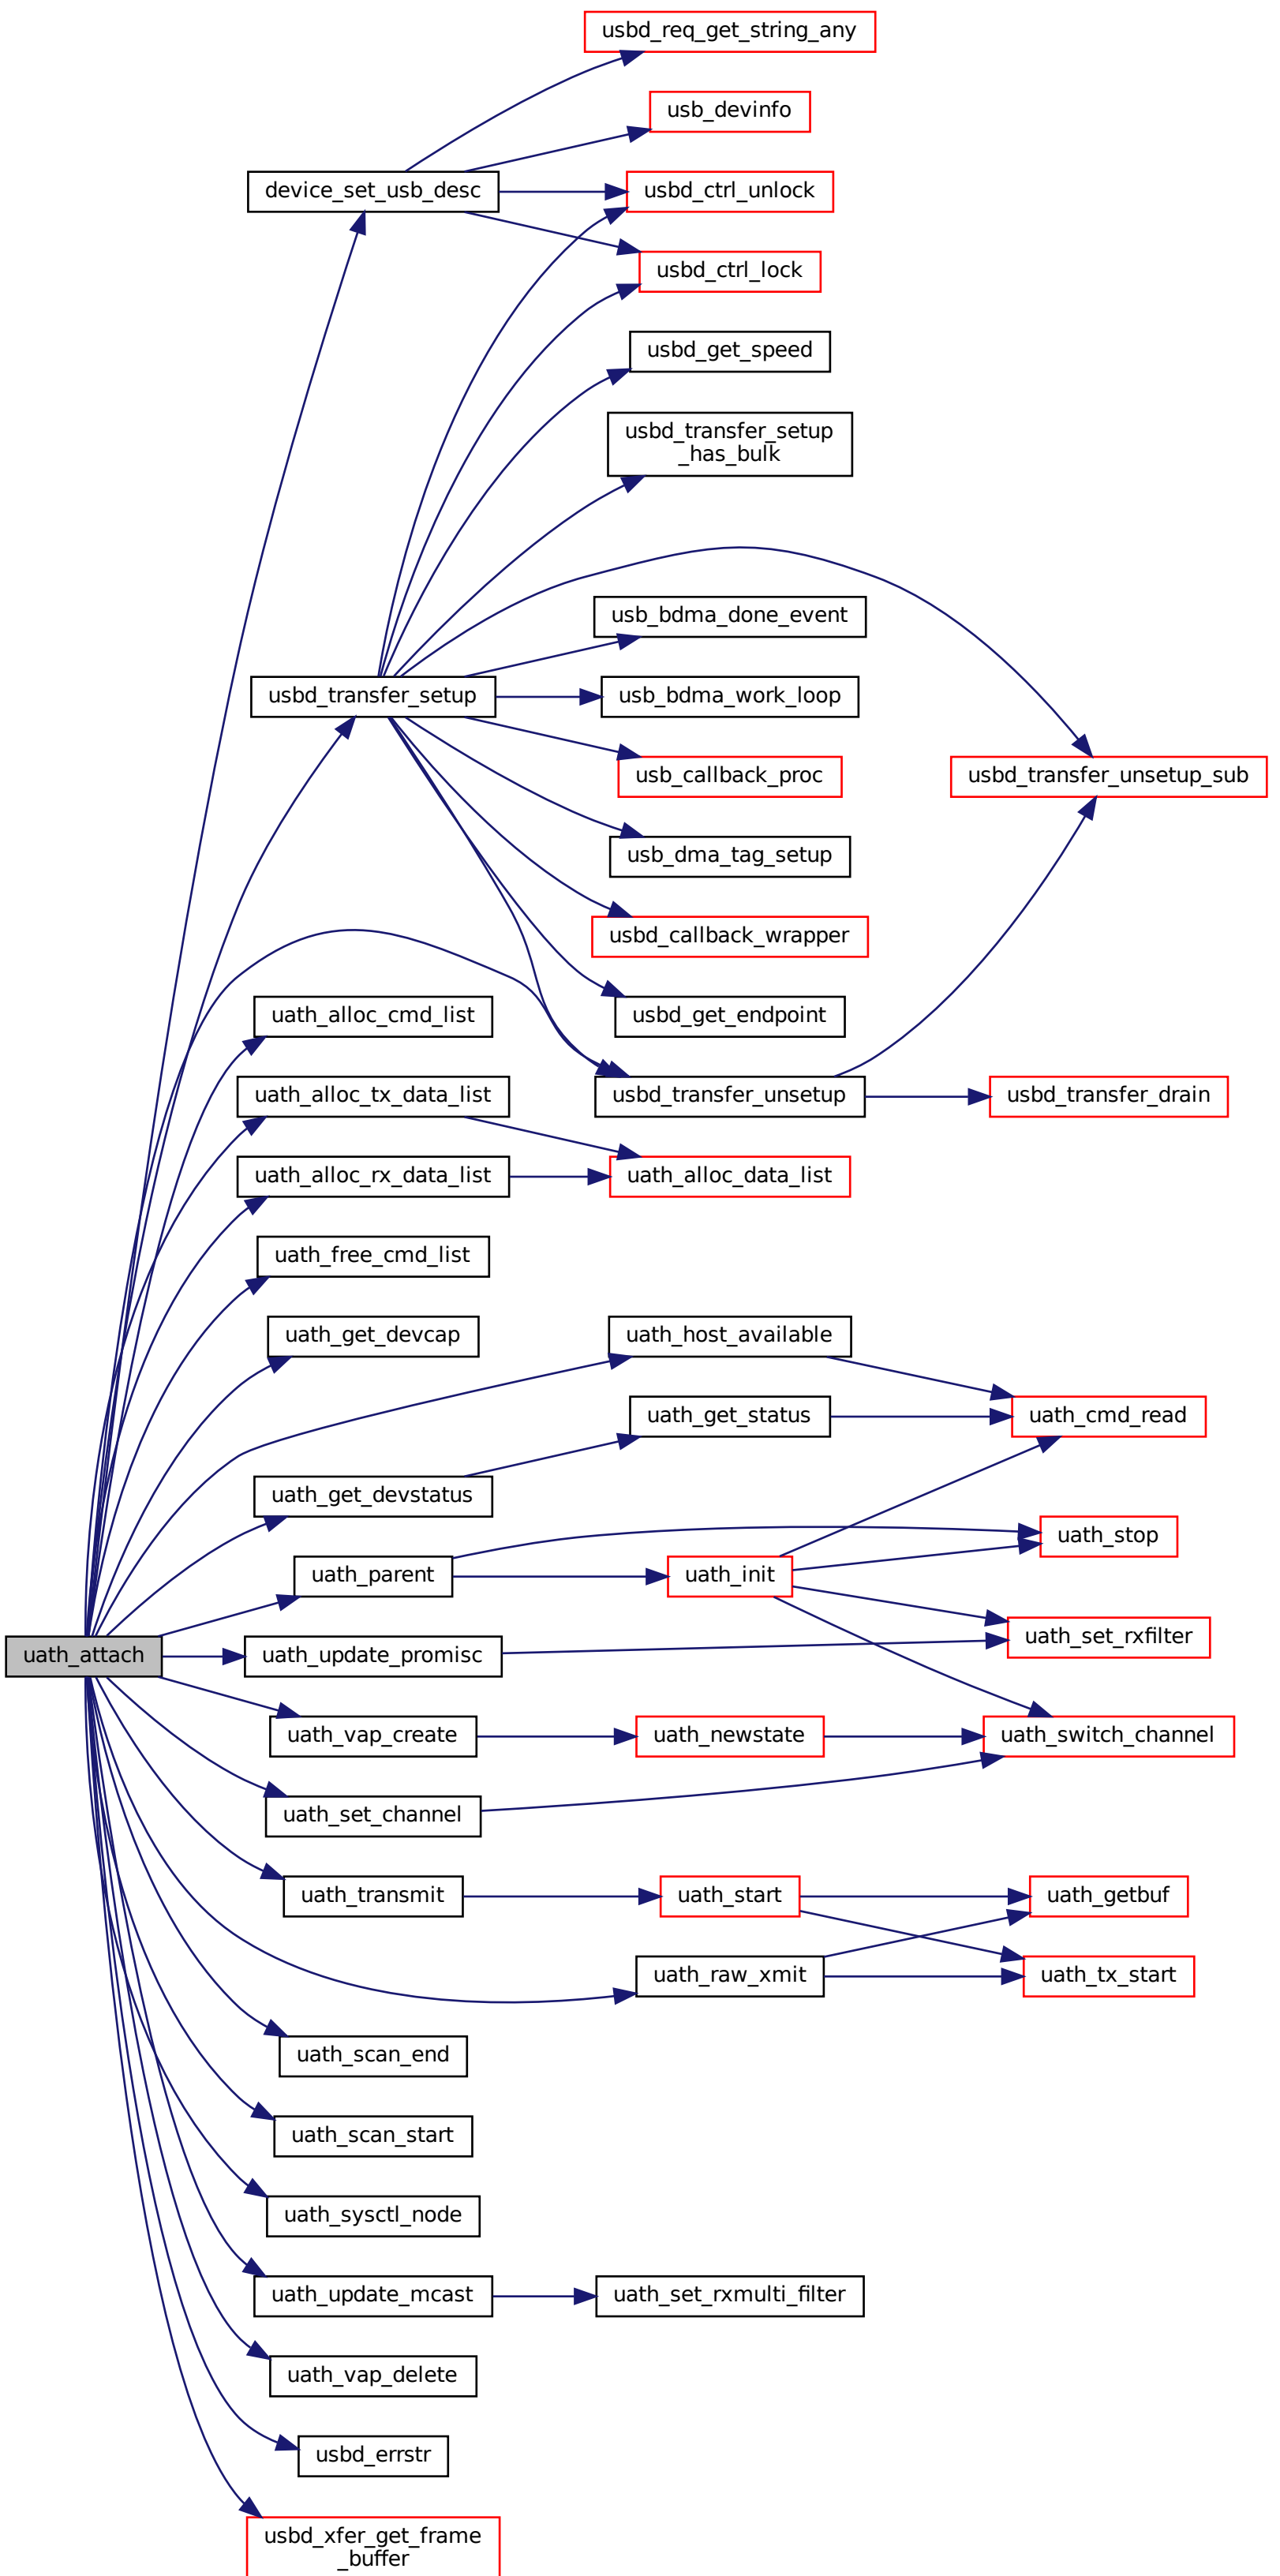 usbd_req_get_string_any
usb_devinfo
device_set_usb_desc
usbd_ctrl_unlock
usbd_ctrl_lock
usbd_get_speed
usbd_transfer_setup
_has_bulk
usb_bdma_done_event
usbd_transfer_setup
usb_bdma_work_loop
usb_callback_proc
usbd_transfer_unsetup_sub
usb_dma_tag_setup
usbd_callback_wrapper
uath_alloc_cmd_list
usbd_get_endpoint
uath_alloc_tx_data_list
usbd_transfer_unsetup
usbd_transfer_drain
uath_alloc_rx_data_list
uath_alloc_data_list
uath_free_cmd_list
uath_get_devcap
uath_host_available
uath_get_status
uath_cmd_read
uath_get_devstatus
uath_stop
uath_parent
uath_init
uath_set_rxfilter
uath_attach
uath_update_promisc
uath_vap_create
uath_newstate
uath_switch_channel
uath_set_channel
uath_transmit
uath_start
uath_getbuf
uath_raw_xmit
uath_tx_start
uath_scan_end
uath_scan_start
uath_sysctl_node
uath_update_mcast
uath_set_rxmulti_filter
uath_vap_delete
usbd_errstr
usbd_xfer_get_frame
_buffer